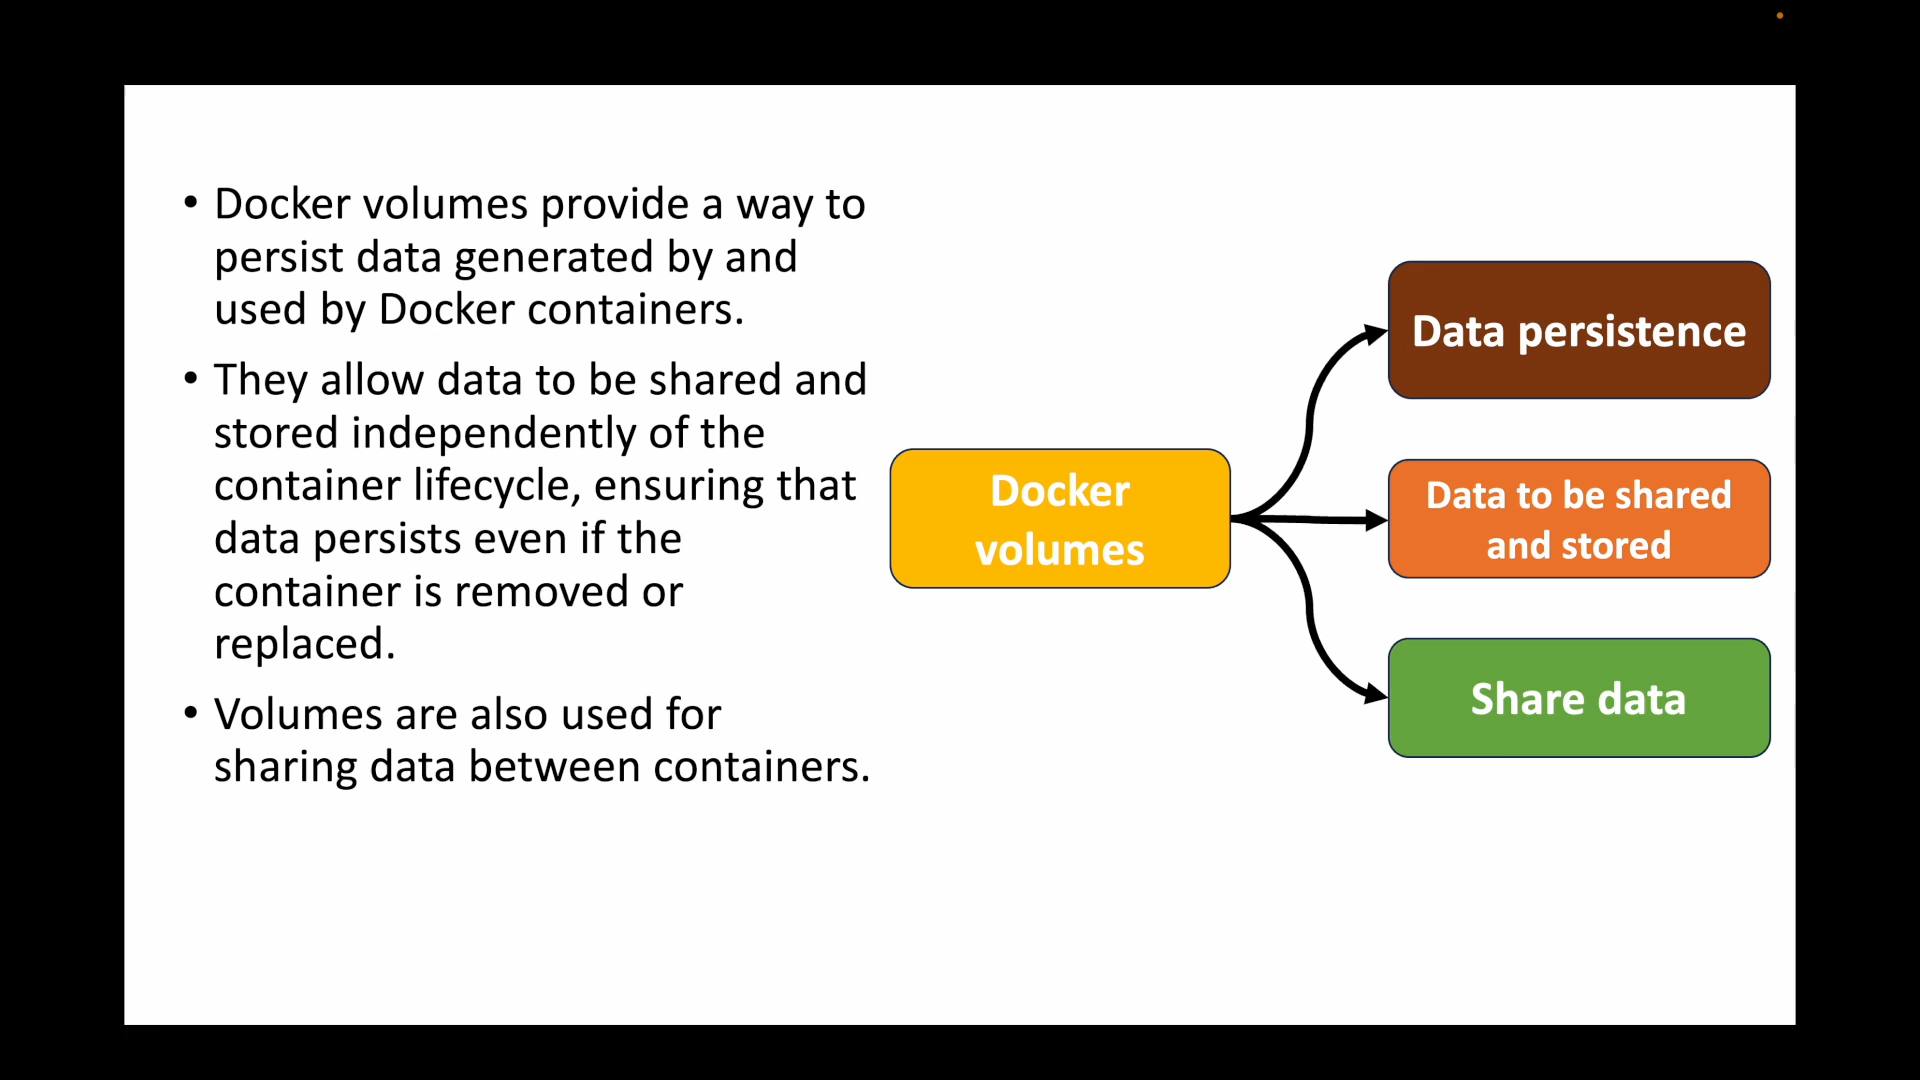 • Docker volumes provide a way to
persist data generated by and
used by Docker containers.
• They allow data to be shared and
stored independently of the
container lifecycle, ensuring that
data persists even if the
container is removed or
replaced.
• Volumes are also used for
sharing data between containers.
Docker
volumes
Data persistence
Data to be shared
and stored
Share data